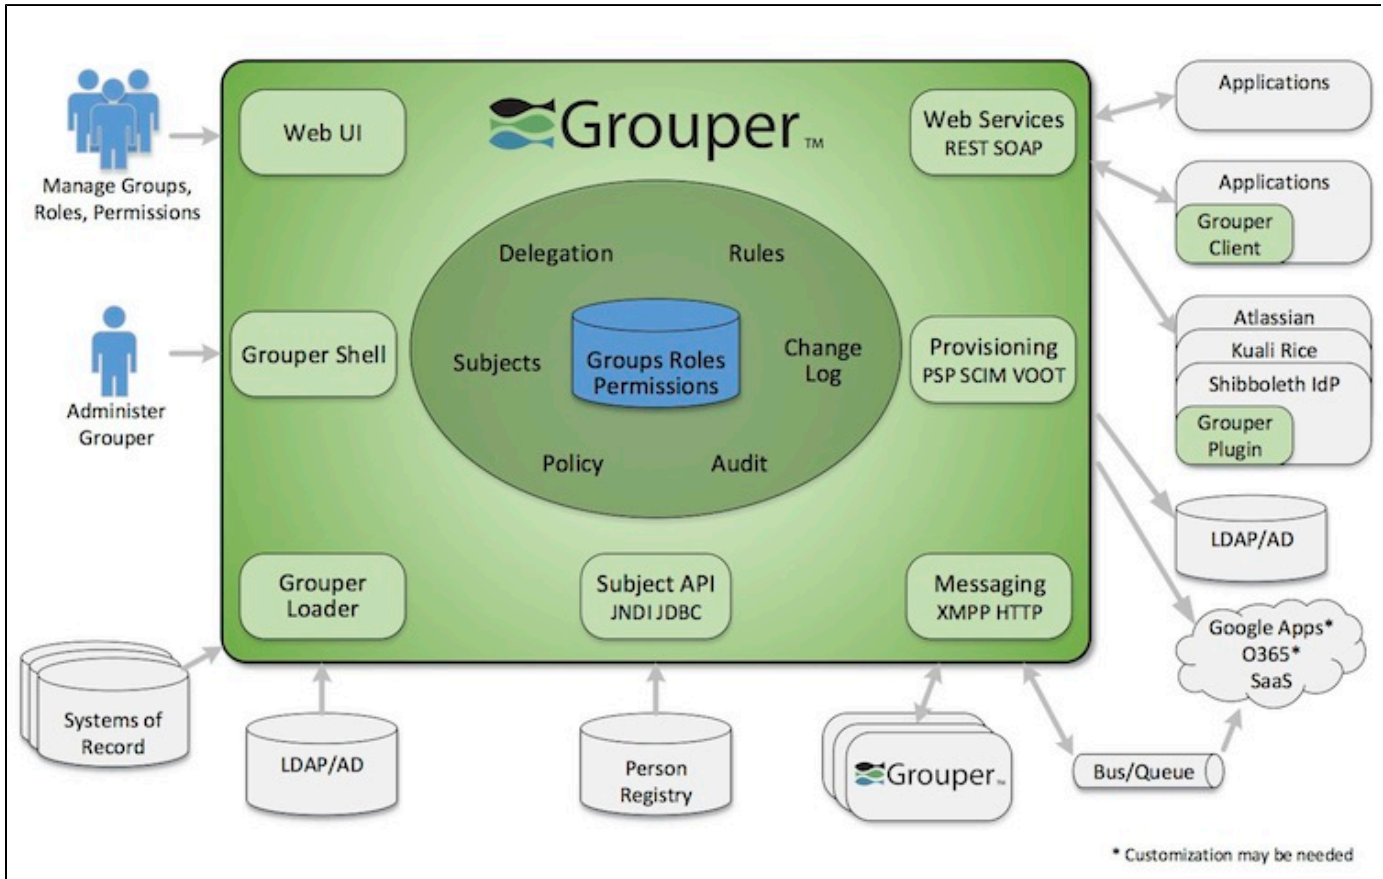 Manage Groups,
Roles, Permissions
Administer
Grouper
Web UI
Grouper™
Web Services
REST SOAP
Delegation
Rules
Grouper Shell
Subjects
Groups Roles
Permissions
Change
Log
Provisioning
PSP SCIM VOOT
Policy
Audit
Grouper
Loader
Subject API
JNDI JDBC
Messaging
XMPP HTTP
Applications
Applications
Grouper
Client
Atlassian
Kuali Rice
Shibboleth IdP
Grouper
Plugin
LDAP/AD
Google Apps*
O365*
SaaS
Systems of
Record
LDAP/AD
Person
Registry
Grouper™
Bus/Queue
* Customization may be needed